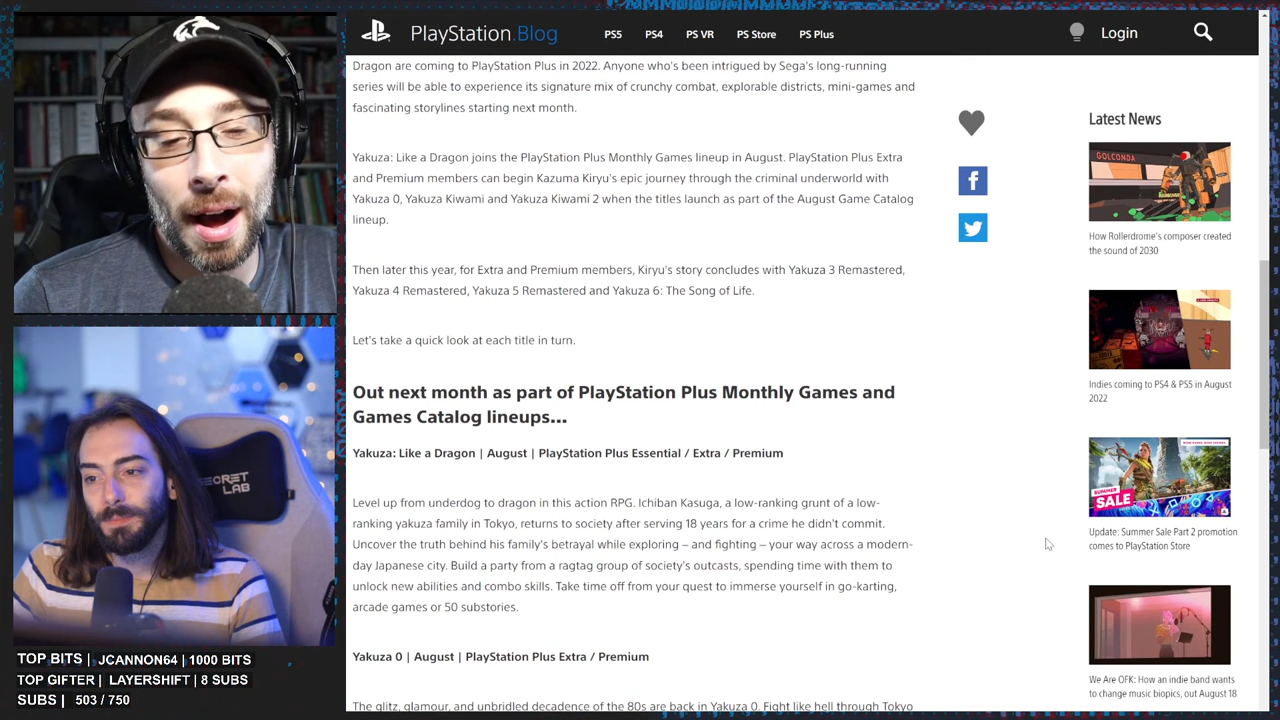 PlayStation.Blog
PS5
PS4
PS VR
PS Store
PS Plus
Login
Dragon are coming to PlayStation Plus in 2022. Anyone who's been intrigued by Sega's long-running
series will be able to experience its signature mix of crunchy combat, explorable districts, mini-games and
fascinating storylines starting next month.
Yakuza: Like a Dragon joins the PlayStation Plus Monthly Games lineup in August. PlayStation Plus Extra
and Premium members can begin Kazuma Kiryu's epic journey through the criminal underworld with
Yakuza 0, Yakuza Kiwami and Yakuza Kiwami 2 when the titles launch as part of the August Game Catalog
lineup.
Then later this year, for Extra and Premium members, Kiryu's story concludes with Yakuza 3 Remastered,
Yakuza 4 Remastered, Yakuza 5 Remastered and Yakuza 6: The Song of Life.
Let's take a quick look at each title in turn.
Out next month as part of PlayStation Plus Monthly Games and
Games Catalog lineups...
Yakuza: Like a Dragon | August | PlayStation Plus Essential / Extra / Premium
Level up from underdog to dragon in this action RPG. Ichiban Kasuga, a low-ranking grunt of a low-
ranking yakuza family in Tokyo, returns to society after serving 18 years for a crime he didn't commit.
Uncover the truth behind his family's betrayal while exploring – and fighting – your way across a modern-
day Japanese city. Build a party from a ragtag group of society's outcasts, spending time with them to
unlock new abilities and combo skills. Take time off from your quest to immerse yourself in go-karting,
arcade games or 50 substories.
Yakuza 0 | August | PlayStation Plus Extra / Premium
The glitz, glamour, and unbridled decadence of the 80s are back in Yakuza 0. Fight like hell through Tokyo
Latest News
GOLCONDA
How Rollerdrome's composer created
the sound of 2030
Indies coming to PS4 & PS5 in August
2022
SUMMER
SALE
Update: Summer Sale Part 2 promotion
comes to PlayStation Store
We Are OFK: How an indie band wants
to change music biopics, out August 18
SECRET
LAB
TOP BITS | JCANNON64 | 1000 BITS
TOP GIFTER | LAYERSHIFT | 8 SUBS
SUBS | 503 / 750